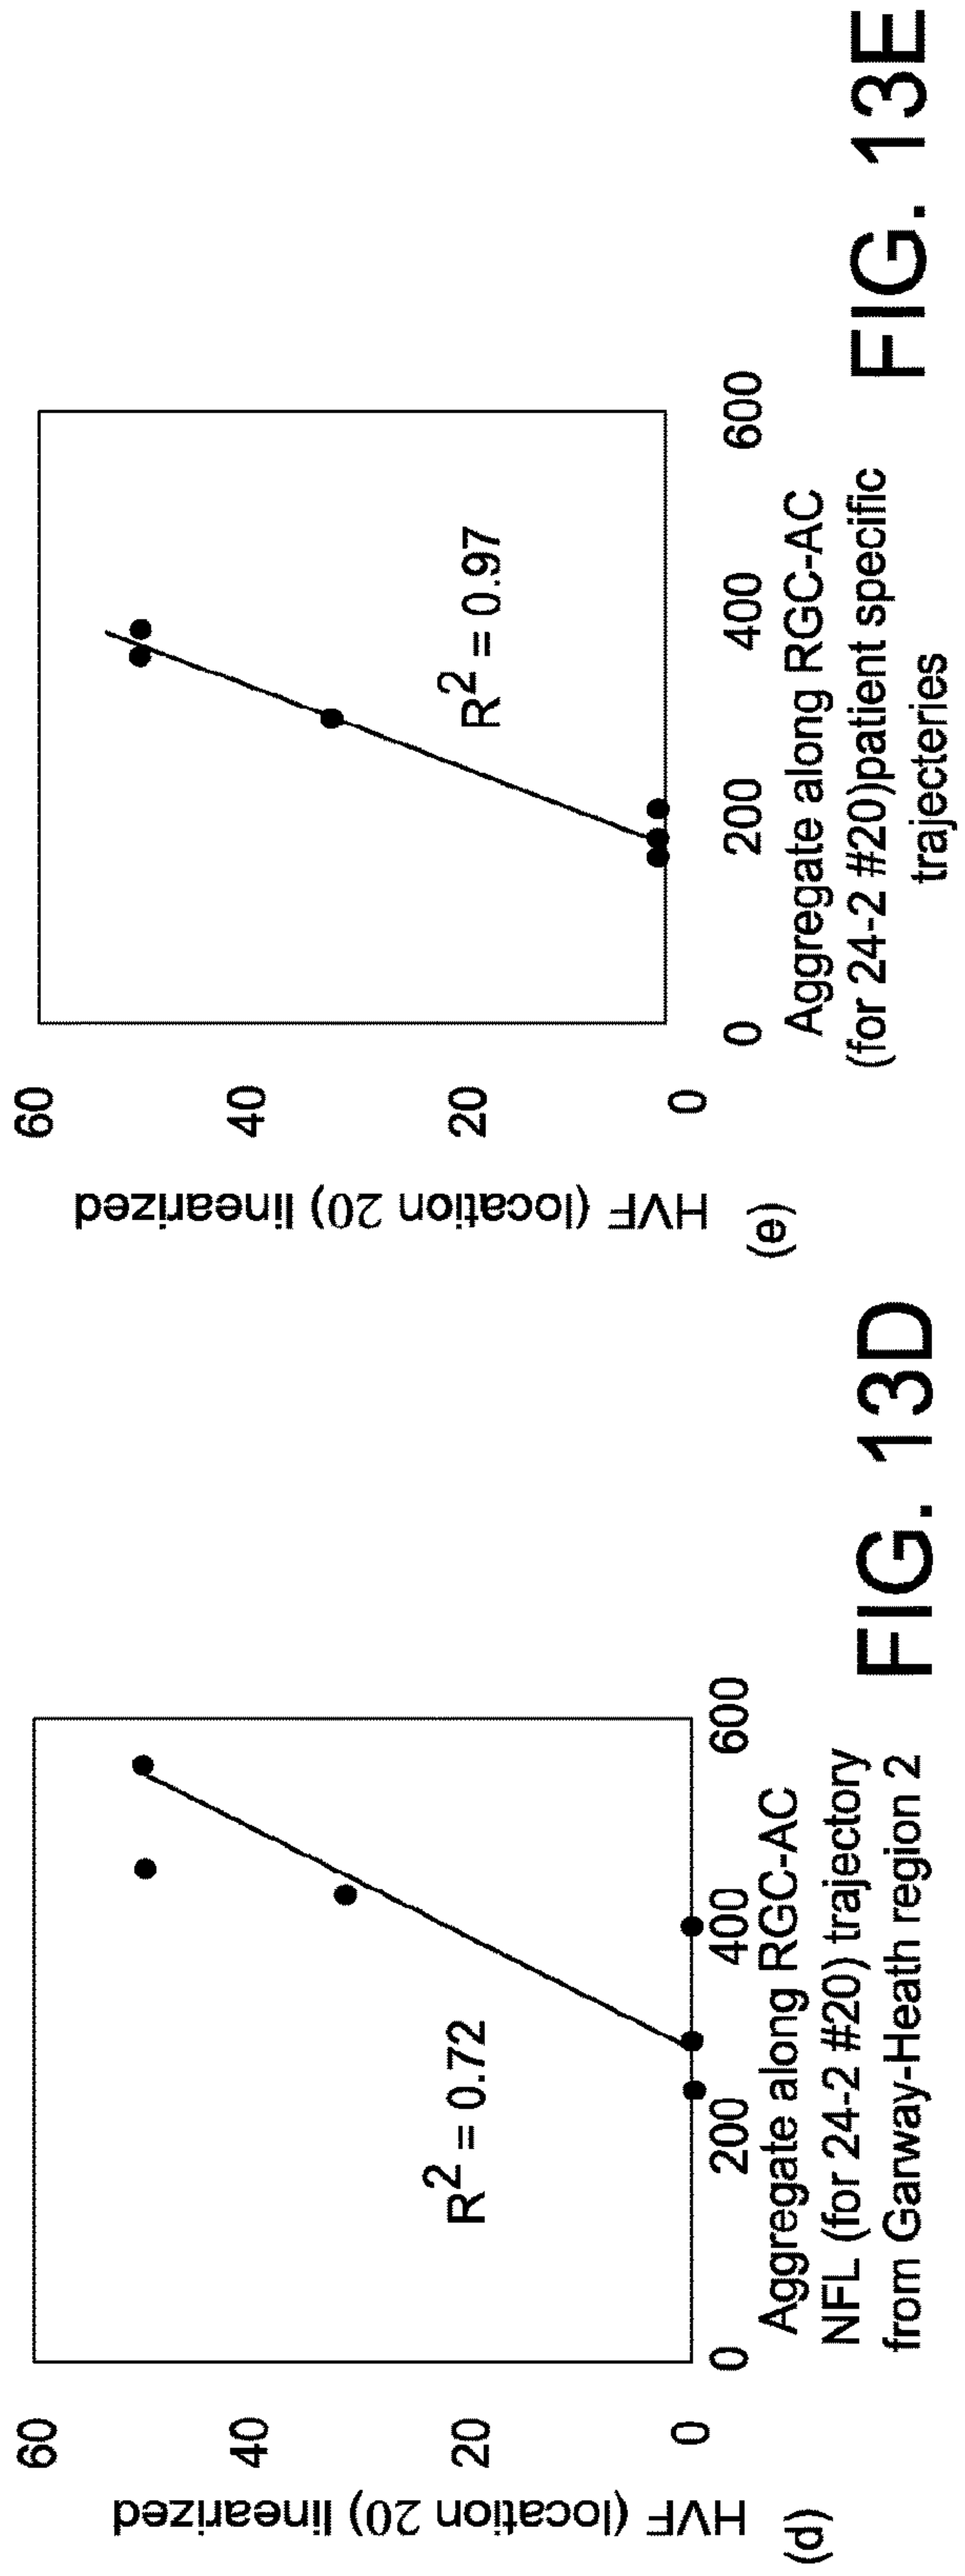 HVF (location 20) linearized
60
40
20
0
R2 = 0.72
0
200
400
600
Aggregate along RGC-AC
NFL (for 24-2 #20) trajectory
from Garway-Heath region 2
(d)
FIG. 13D
HVF (location 20) linearized
60
40
20
0
R2 = 0.97
0
200
400
600
Aggregate along RGC-AC
(for 24-2 #20)patient specific
trajecteries
(e)
FIG. 13E